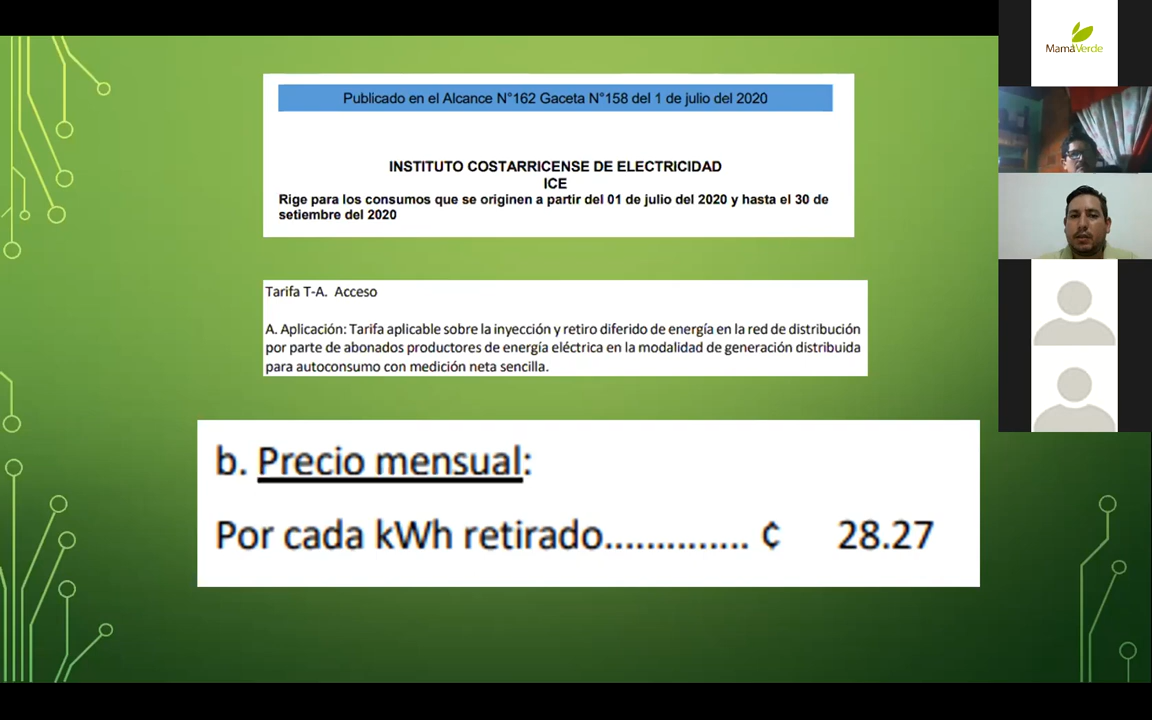 Publicado en el Alcance N°162 Gaceta N°158 del 1 de julio del 2020
INSTITUTO COSTARRICENSE DE ELECTRICIDAD
ICE
Rige para los consumos que se originen a partir del 01 de julio del 2020 y hasta el 30 de
setiembre del 2020
Tarifa T-A. Acceso
A. Aplicación: Tarifa aplicable sobre la inyección y retiro diferido de energía en la red de distribución
por parte de abonados productores de energía eléctrica en la modalidad de generación distribuida
para autoconsumo con medición neta sencilla.
b. Precio mensual:
Por cada kWh retirado.............. ¢ 28.27
MamáVerde